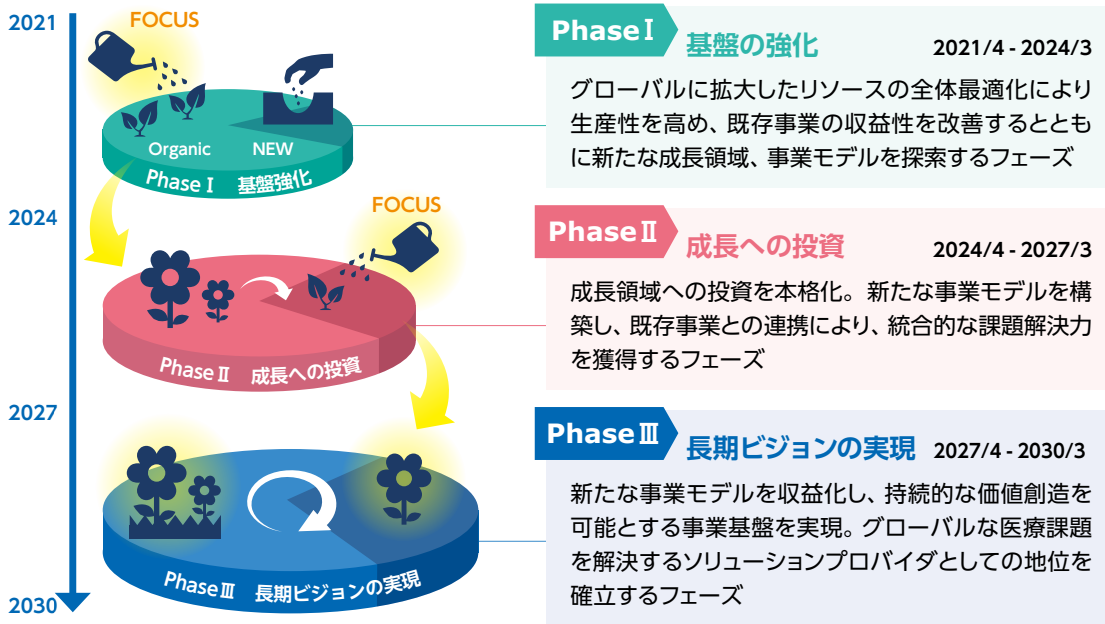 2021
FOCUS
Organic
NEW
Phase Ⅰ 基盤強化
2024
FOCUS
Phase Ⅱ 成長への投資
2027
Phase Ⅲ 長期ビジョンの実現
2030
Phase Ⅰ
基盤の強化
2021/4 - 2024/3
グローバルに拡大したリソースの全体最適化により
生産性を高め、既存事業の収益性を改善するととも
に新たな成長領域、事業モデルを探索するフェーズ
Phase Ⅱ
成長への投資
2024/4 - 2027/3
成長領域への投資を本格化。新たな事業モデルを構
築し、既存事業との連携により、統合的な課題解決力
を獲得するフェーズ
Phase Ⅲ
長期ビジョンの実現
2027/4 - 2030/3
新たな事業モデルを収益化し、持続的な価値創造を
可能とする事業基盤を実現。グローバルな医療課題
を解決するソリューションプロバイダとしての地位を
確立するフェーズ